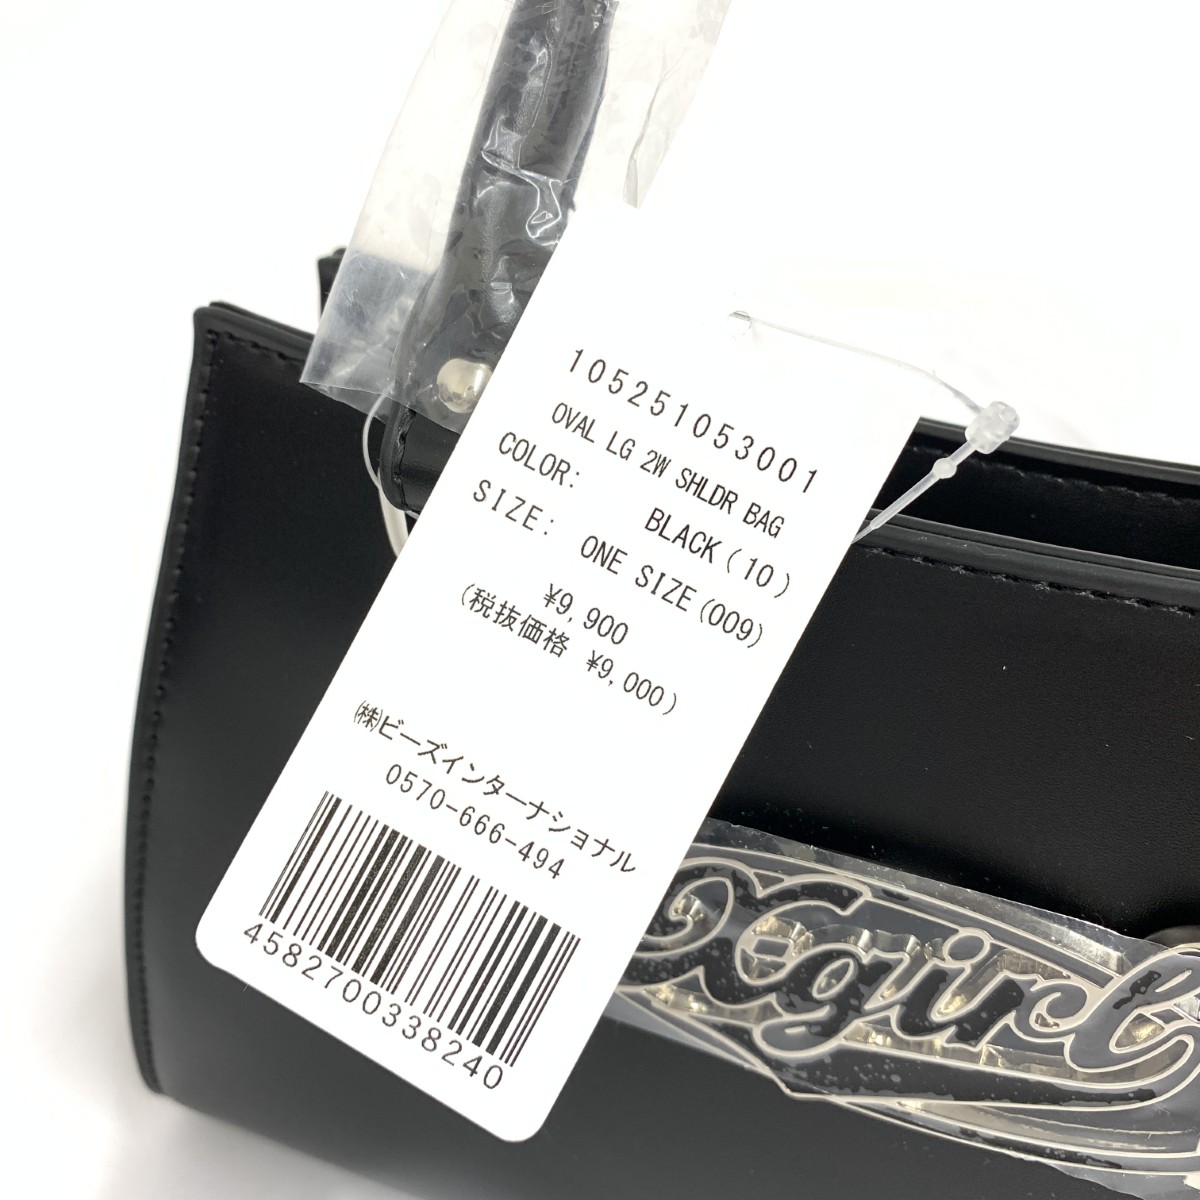 105251053001
OVAL LG 2W SHLDR BAG
COLOR: BLACK(10)
SIZE: ONE SIZE(009)
¥9,900
(税抜価格 ¥9,000)
㈱ビーズインターナショナル
0570-666-494
4582700338240
X-girl